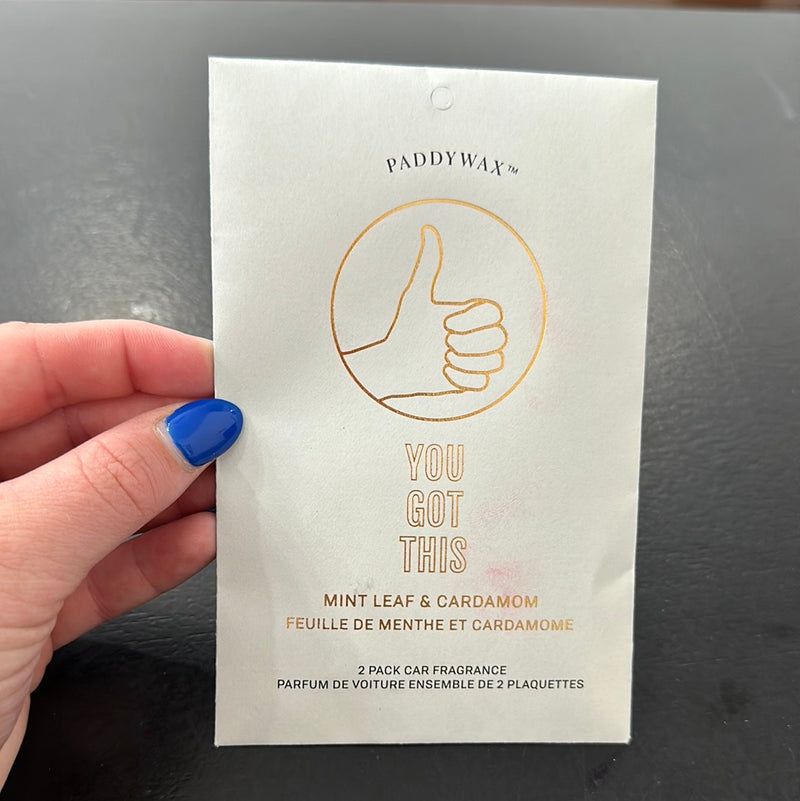 PADDYWAX™
YOU
GOT
THIS
MINT LEAF & CARDAMOM
FEUILLE DE MENTHE ET CARDAMOME
2 PACK CAR FRAGRANCE
PARFUM DE VOITURE ENSEMBLE DE 2 PLAQUETTES